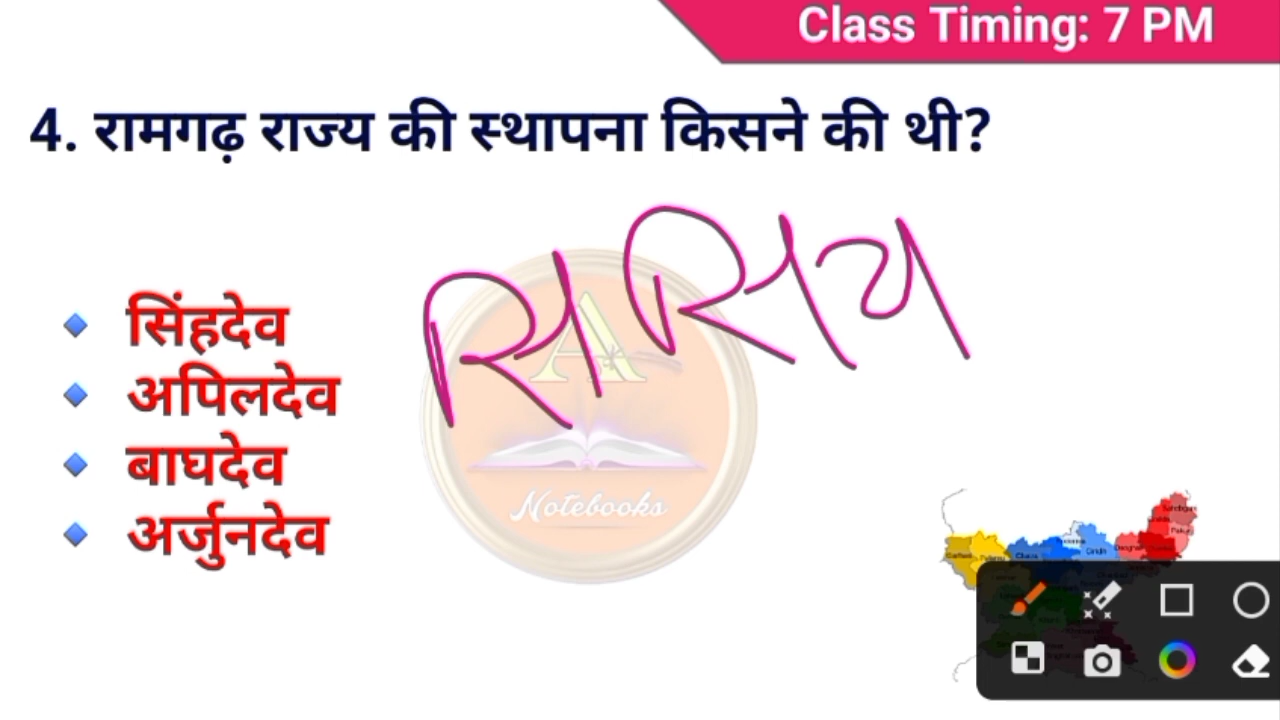 Class Timing: 7 PM
4. रामगढ़ राज्य की स्थापना किसने की थी?
सिंहदेव
अपिलदेव
बाघदेव
अर्जुनदेव
A
Notebooks